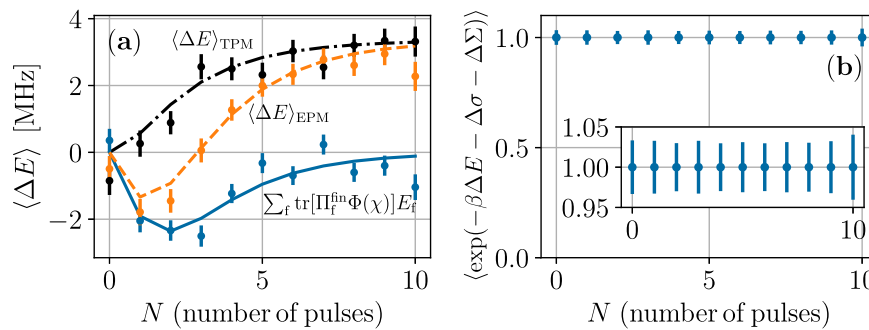 (a)
⟨ΔE⟩_TPM
⟨ΔE⟩_EPM
∑_f tr[Π_f^fin Φ(χ)]E_f
⟨ΔE⟩ [MHz]
4
2
0
−2
0
5
10
N (number of pulses)
(b)
⟨exp(−βΔE − Δσ − ΔΣ)⟩
1.0
0.5
0.0
1.05
1.00
0.95
0
10
0
5
10
N (number of pulses)